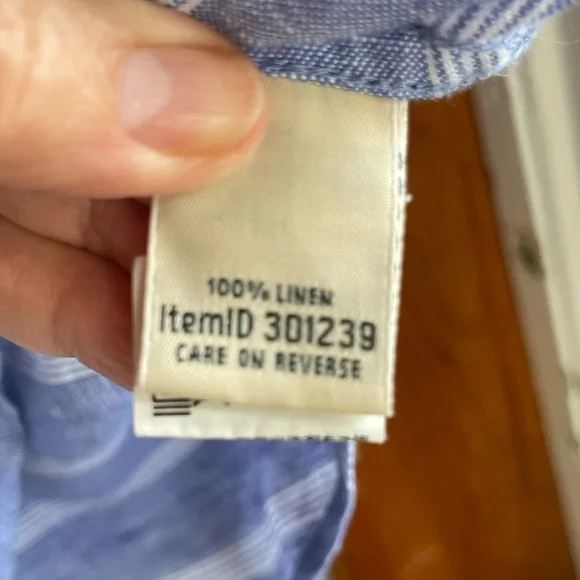 100% LINEN
ItemID 301239
CARE ON REVERSE